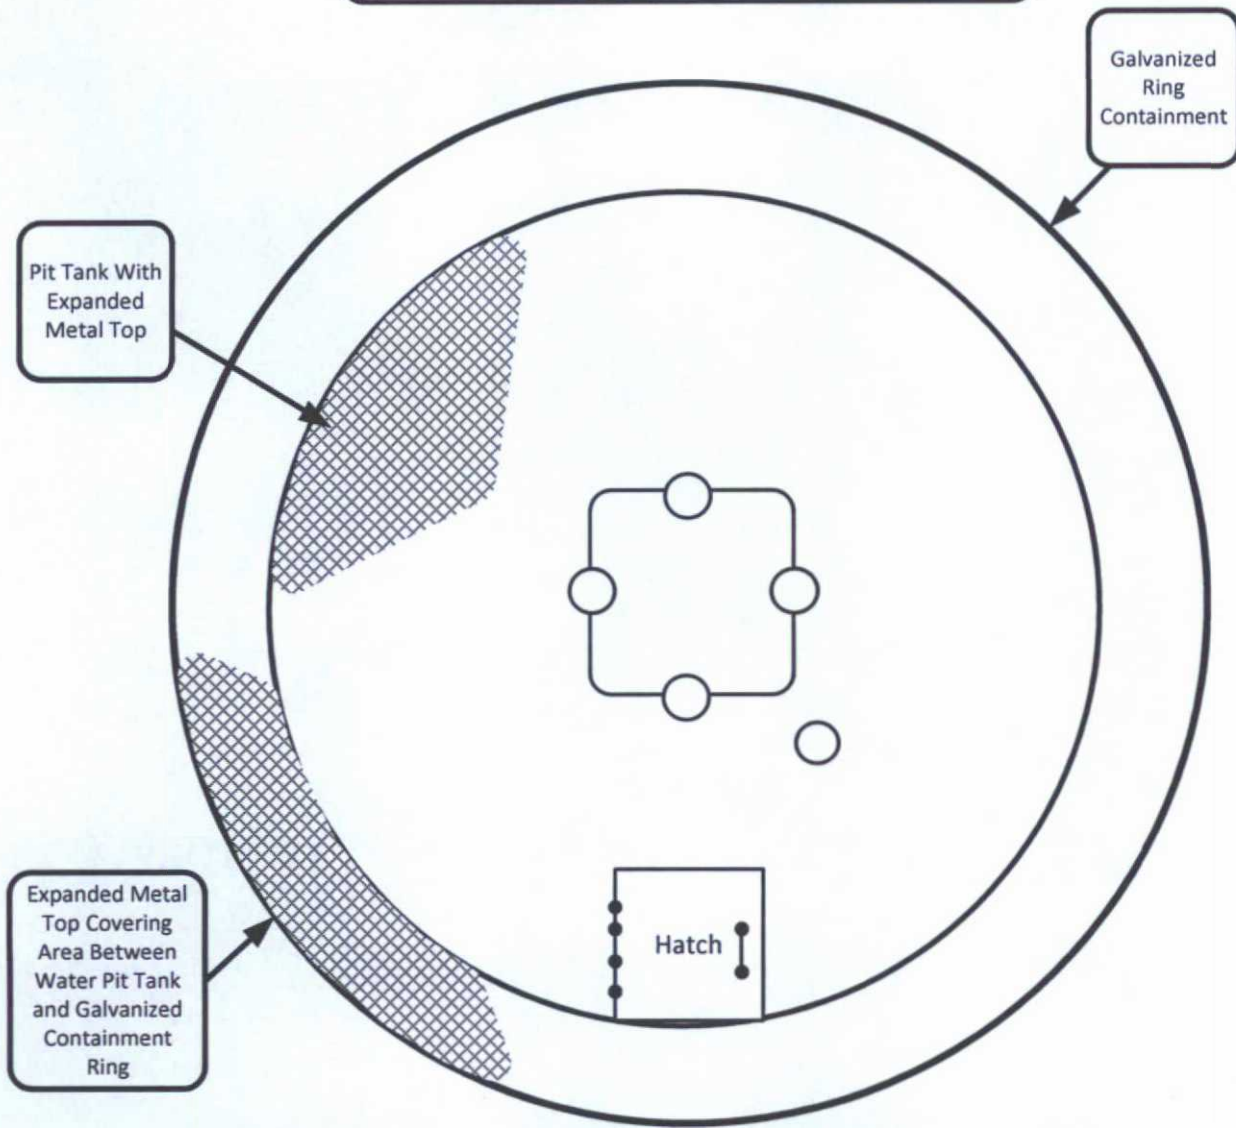 Galvanized
Ring
Containment
Pit Tank With
Expanded
Metal Top
Expanded Metal
Top Covering
Area Between
Water Pit Tank
and Galvanized
Containment
Ring
Hatch